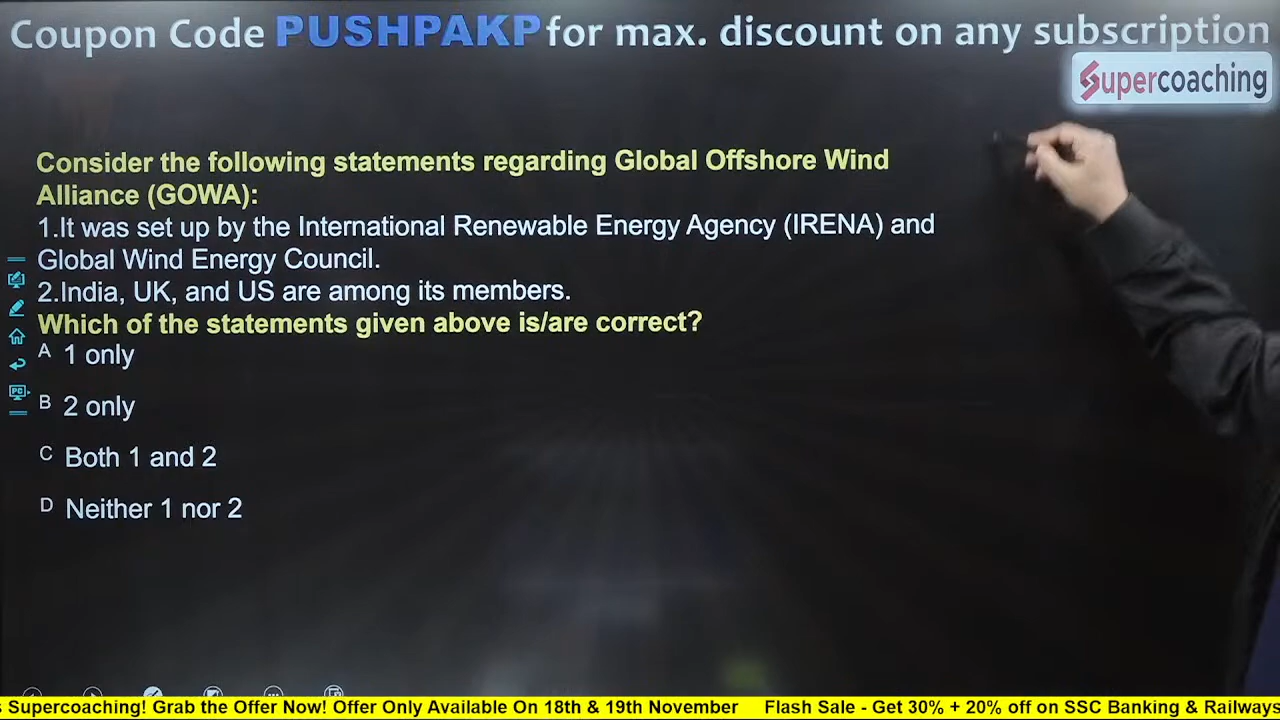 Coupon Code PUSHPAKP for max. discount on any subscription
Supercoaching
Consider the following statements regarding Global Offshore Wind
Alliance (GOWA):
1.It was set up by the International Renewable Energy Agency (IRENA) and
Global Wind Energy Council.
2.India, UK, and US are among its members.
Which of the statements given above is/are correct?
A 1 only
B 2 only
C Both 1 and 2
D Neither 1 nor 2
PC
s Supercoaching! Grab the Offer Now! Offer Only Available On 18th & 19th November Flash Sale - Get 30% + 20% off on SSC Banking & Railways